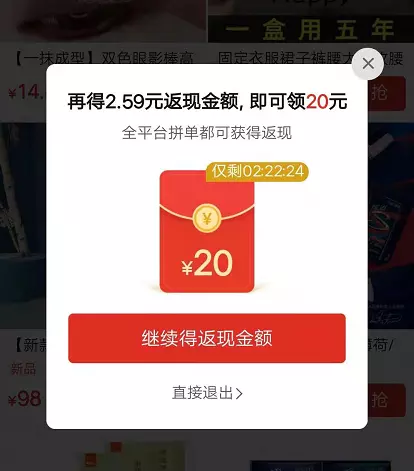 Happy
一盒用五年
【一抹成型】双色眼影棒高
固定衣服裙子裤腰大
腰
¥14.
抢
再得2.59元返现金额, 即可领20元
全平台拼单都可获得返现
仅剩02:22:24
¥
¥20
继续得返现金额
直接退出>
【新款
荷/
新品
¥98
抢